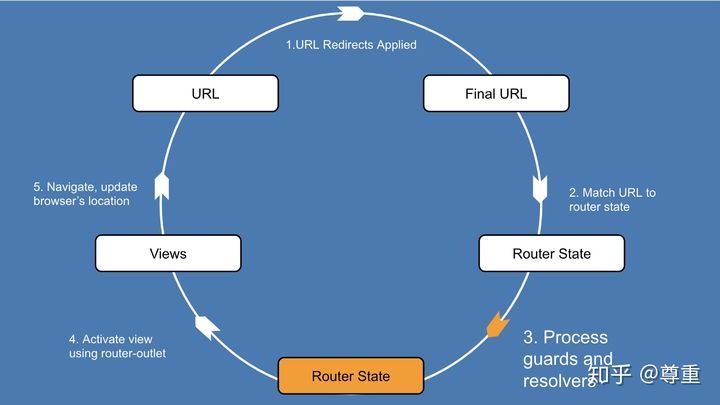 1.URL Redirects Applied
URL
Final URL
5. Navigate, update
browser's location
2. Match URL to
router state
Views
Router State
4. Activate view
using router-outlet
3. Process
guards and
resolvers
Router State
知乎 @尊重